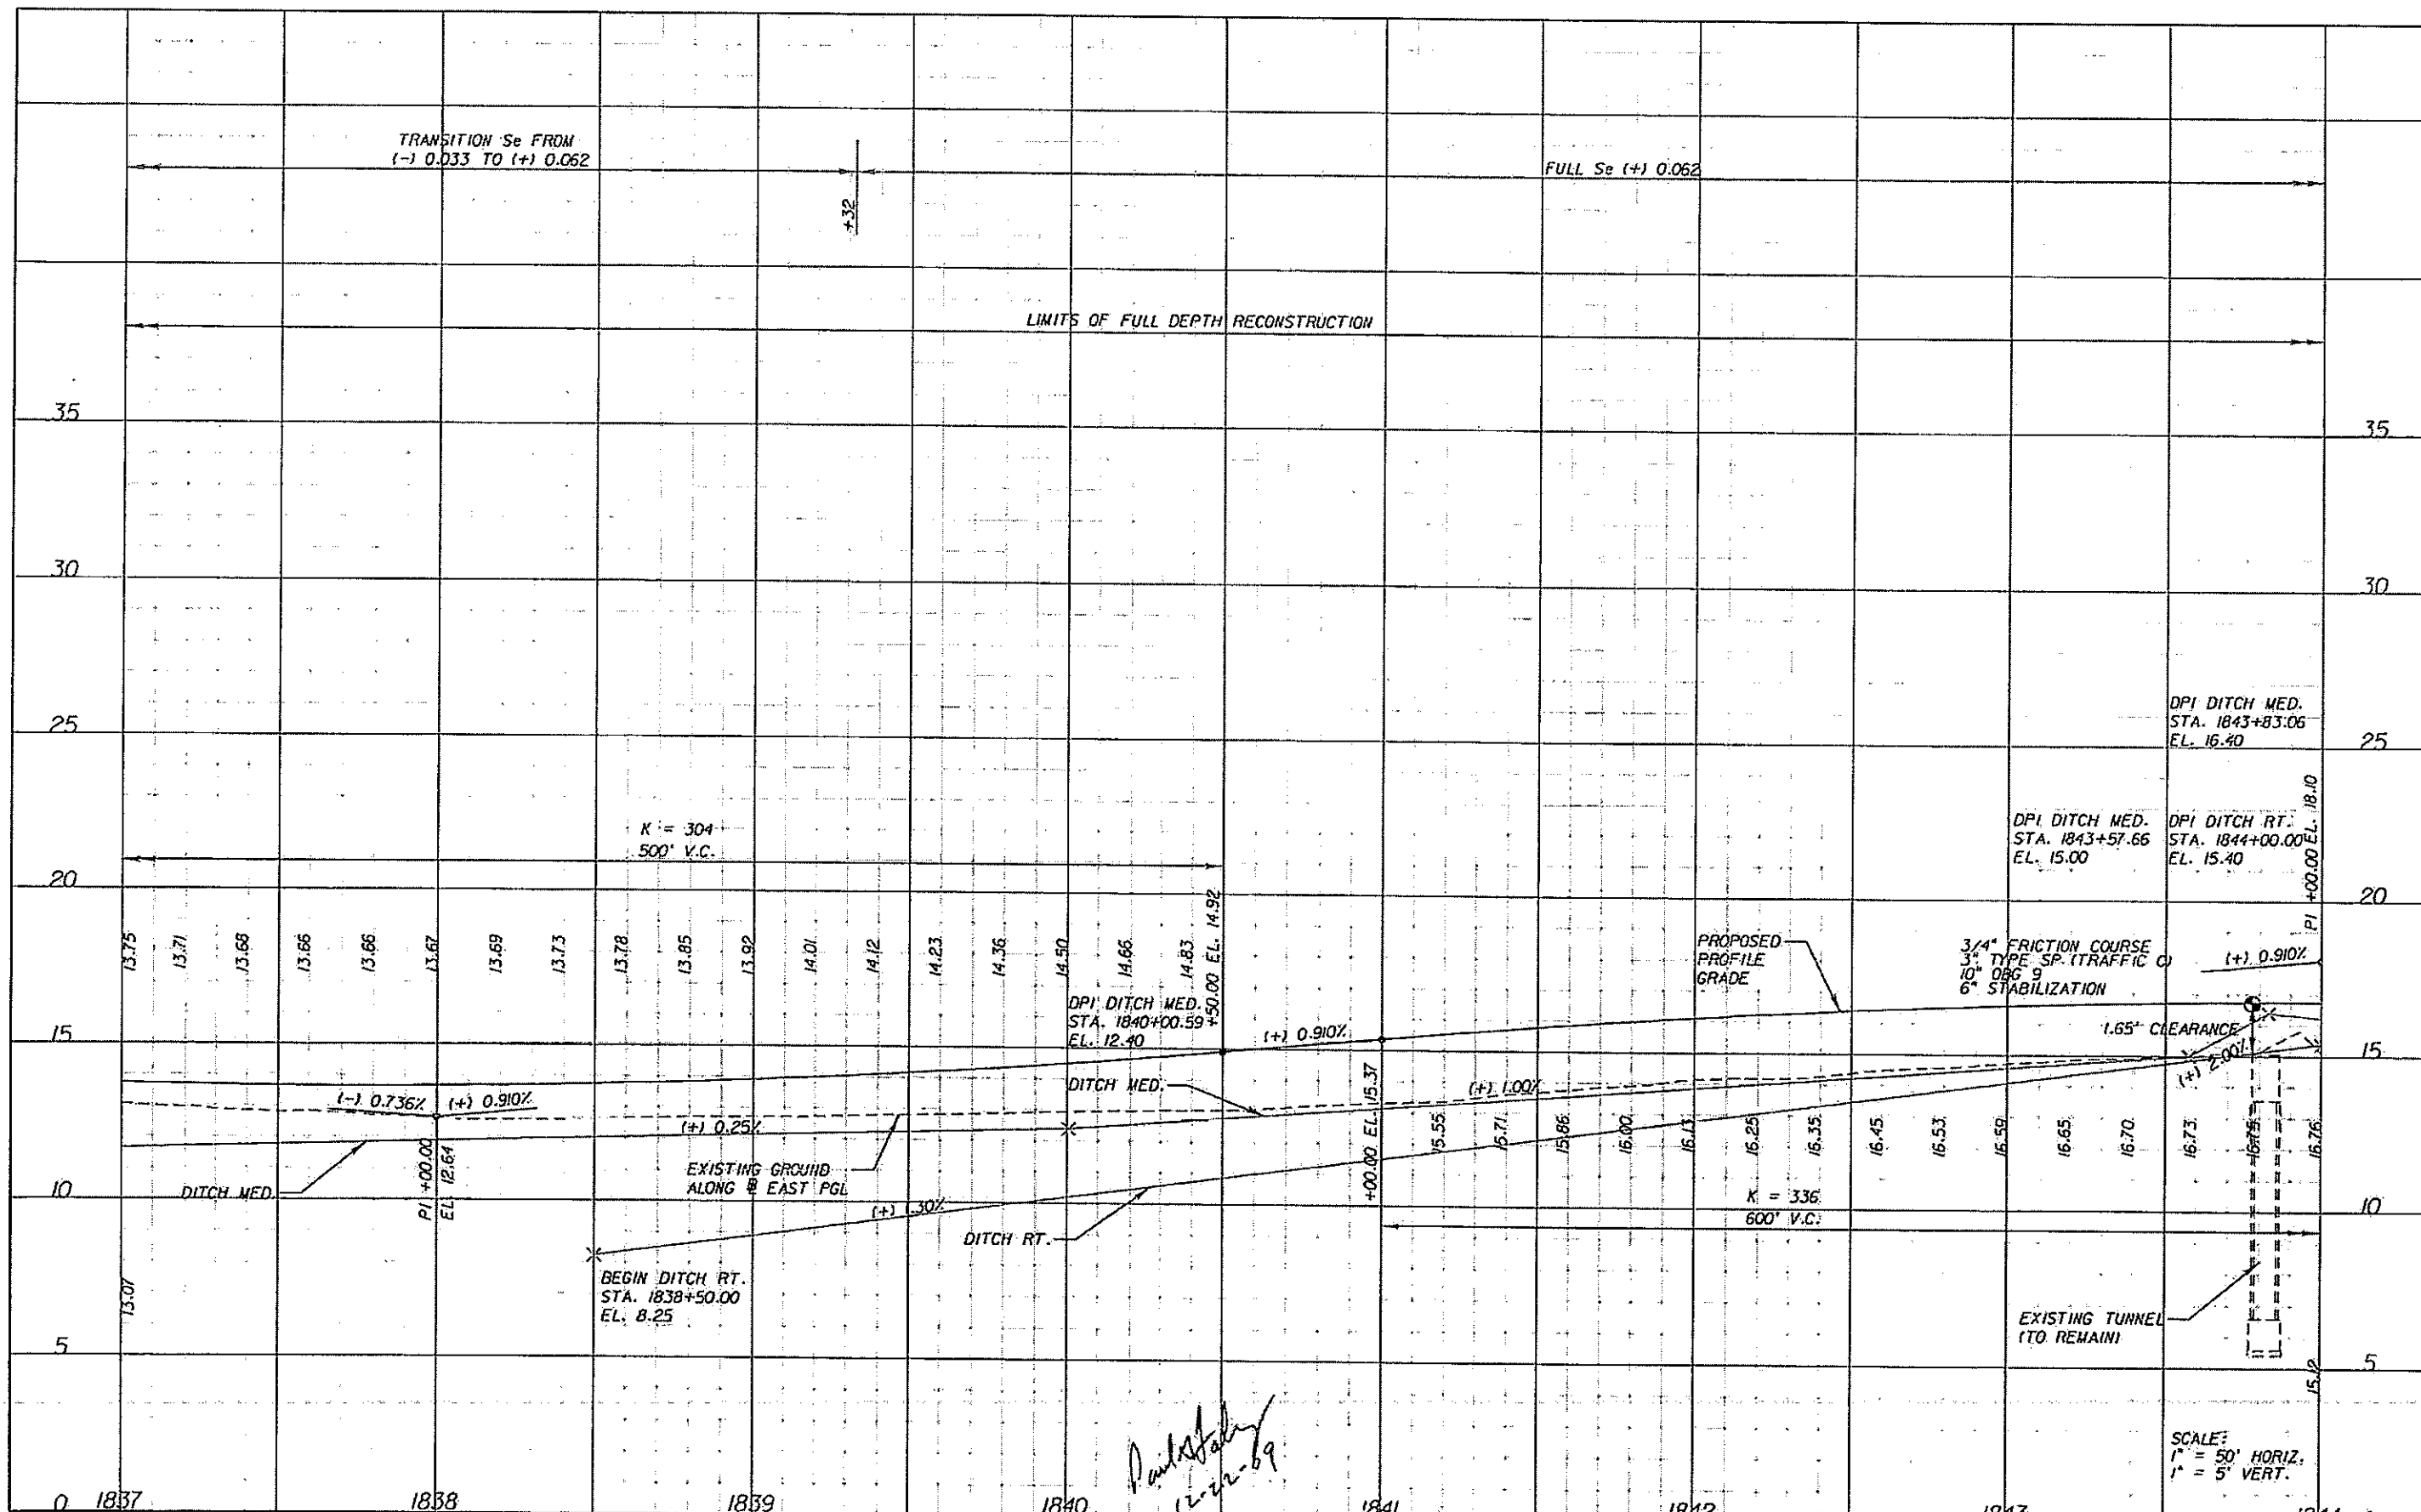 TRANSITION Se FROM
(-) 0.033 TO (+) 0.062
FULL Se (+) 0.062
+32
LIMITS OF FULL DEPTH RECONSTRUCTION
35
35
30
30
25
25
DPI DITCH MED.
STA. 1843+83.06
EL. 16.40
K = 304
500' V.C.
DPI DITCH MED.
STA. 1843+57.66
EL. 15.00
DPI DITCH RT.
STA. 1844+00.00
EL. 15.40
PI +00.00 EL. 18.10
20
20
13.75
13.71
13.68
13.66
13.66
13.67
13.69
13.73
13.78
13.85
13.92
14.01
14.12
14.23
14.36
14.50
14.66
14.83
+50.00 EL. 14.92
DPI DITCH MED.
STA. 1840+00.59
EL. 12.40
PROPOSED
PROFILE
GRADE
3/4" FRICTION COURSE
3" TYPE SP (TRAFFIC C)
10" OBG 9
6" STABILIZATION
(+) 0.910%
(+) 0.910%
1.65' CLEARANCE
15
15
(-) 0.736%
(+) 0.910%
DITCH MED.
(+) 1.00%
(+) 2.00%
(+) 0.25%
PI +00.00
EL. 12.64
EXISTING GROUND
ALONG B EAST PGL
DITCH MED.
+00.00 EL. 15.37
15.55
15.71
15.86
16.00
16.13
16.25
16.35
16.45
16.53
16.59
16.65
16.70
16.73
16.75
16.76
10
10
(+) 1.30%
DITCH RT.
K = 336
600' V.C.
BEGIN DITCH RT.
STA. 1838+50.00
EL. 8.25
13.07
EXISTING TUNNEL
(TO REMAIN)
5
5
15.12
12-22-09
SCALE:
1" = 50' HORIZ.
1" = 5' VERT.
0
1837
1838
1839
1840
1841
1842
1843